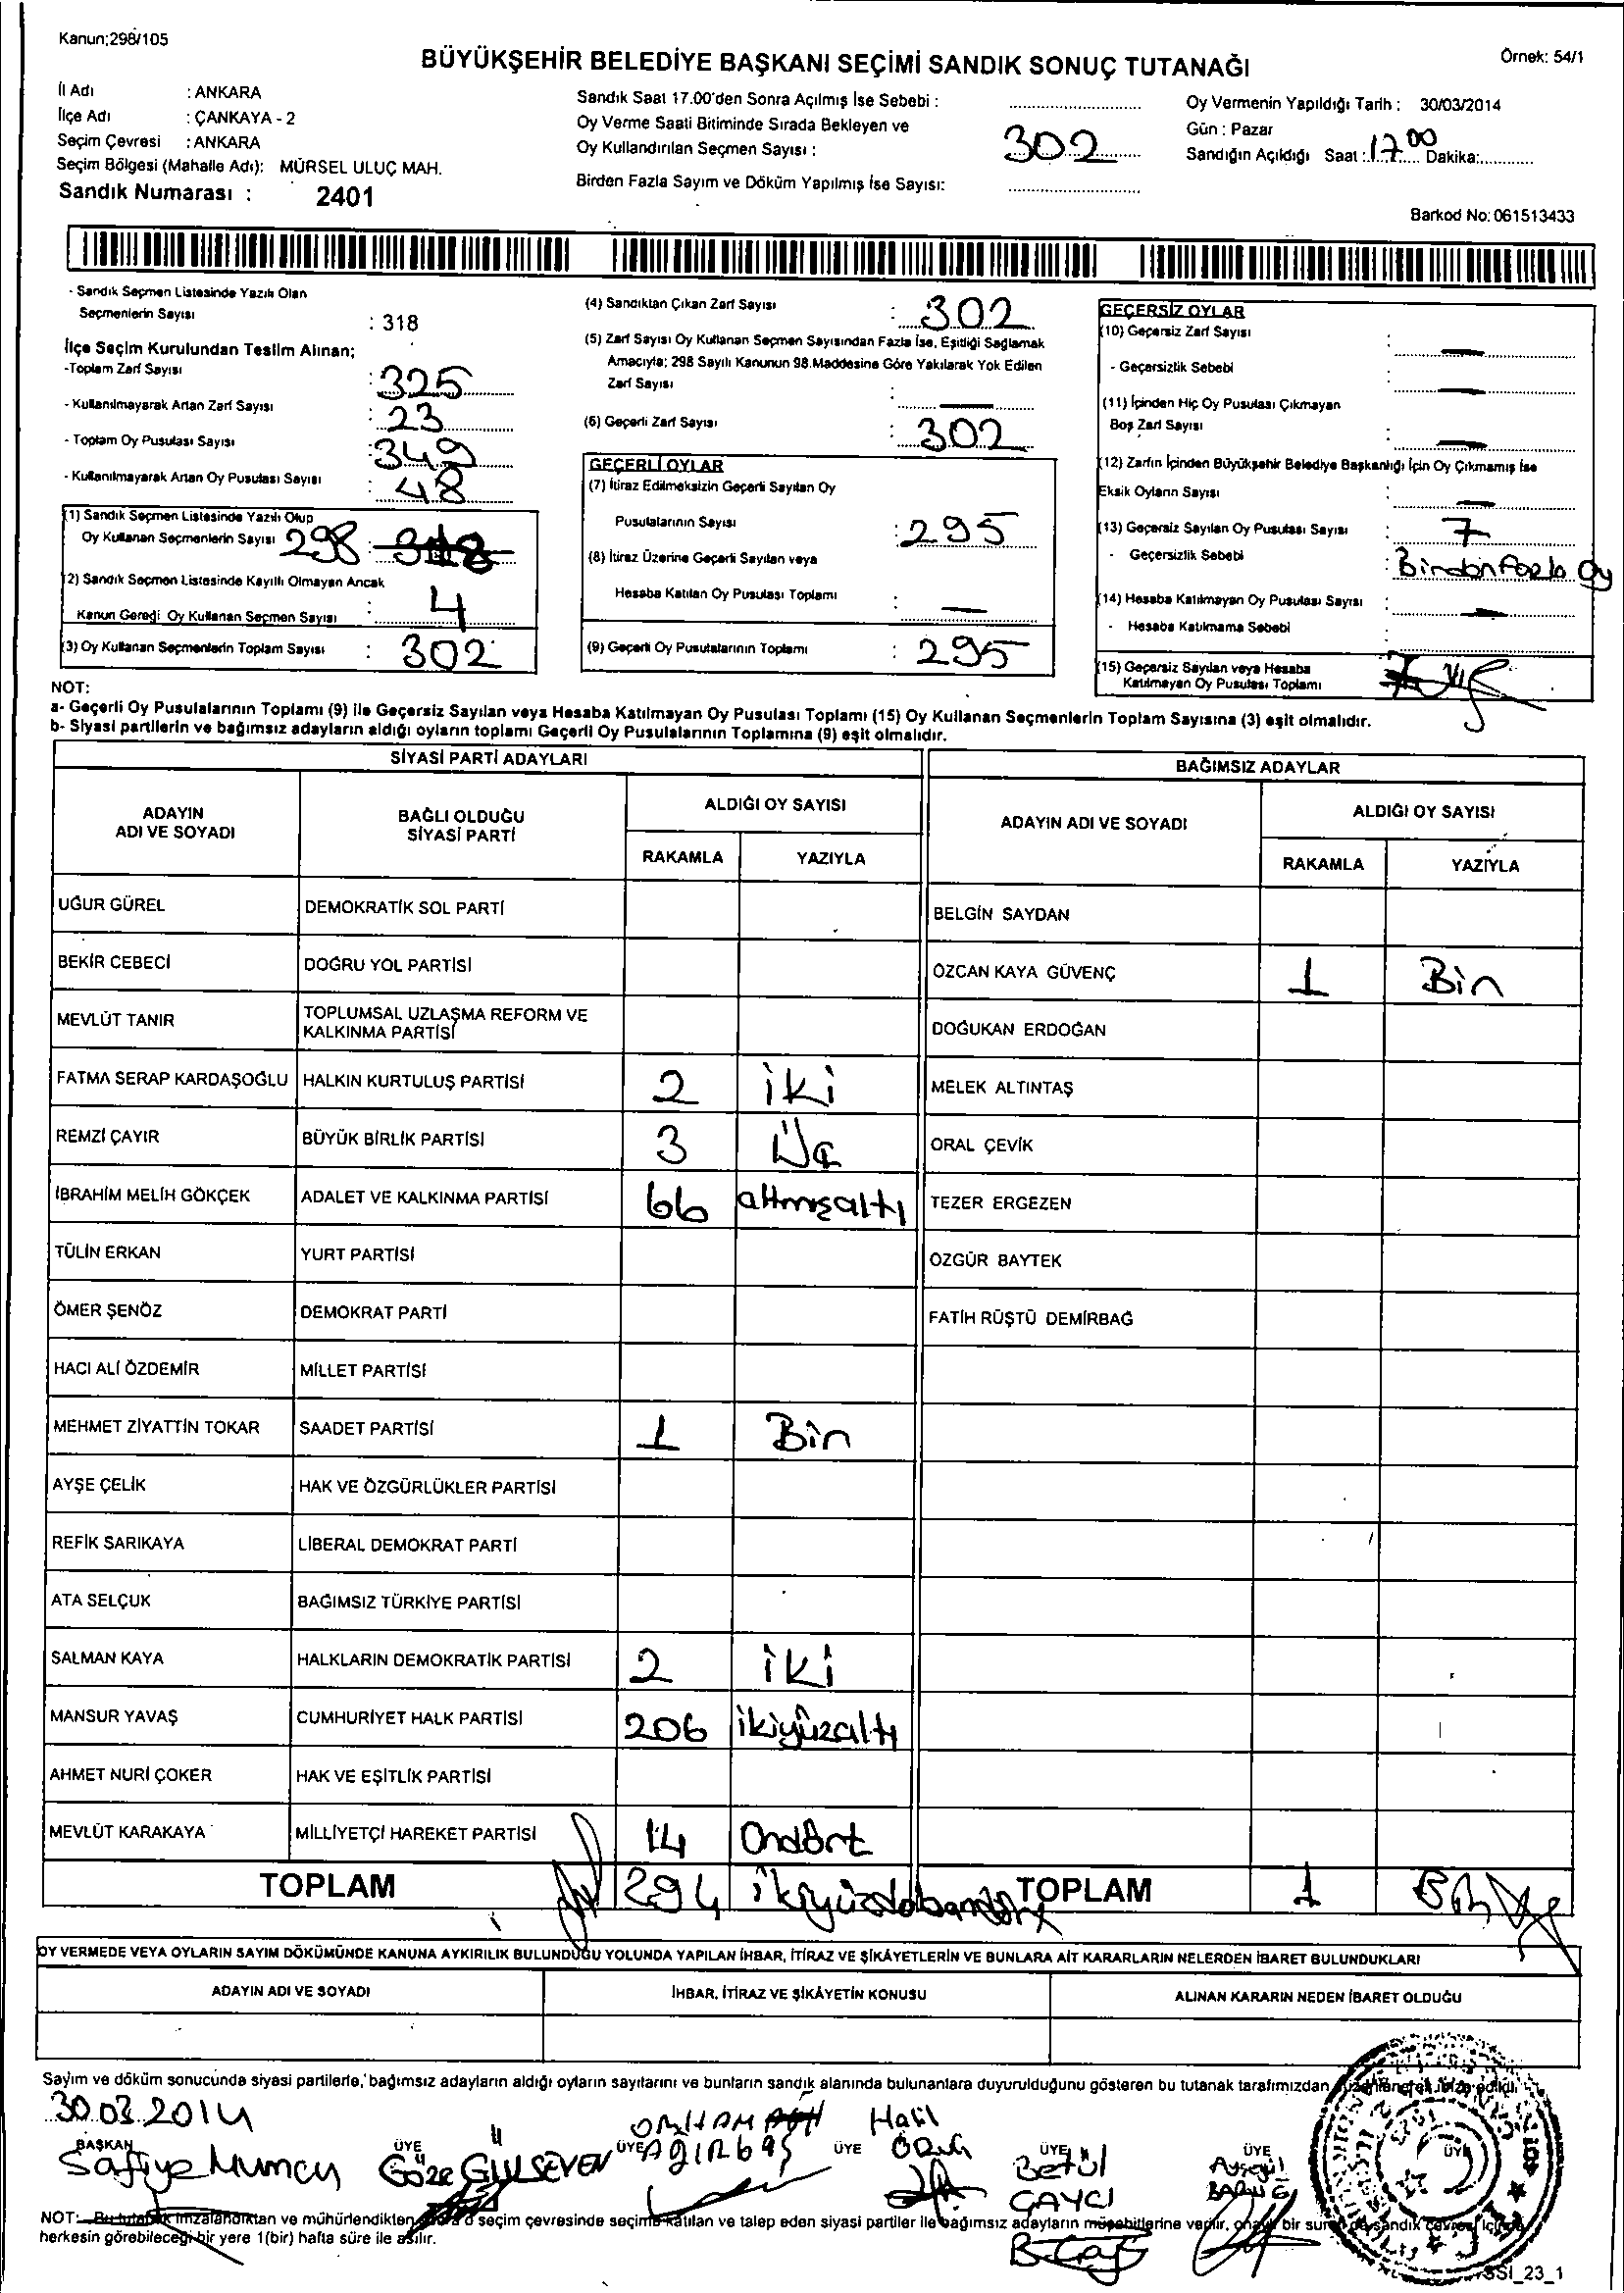 Kanun;298/105
Örnek: 54/1
BÜYÜKŞEHİR BELEDİYE BAŞKANI SEÇİMİ SANDIK SONUÇ TUTANAĞI
İl Adı : ANKARA
İlçe Adı : ÇANKAYA - 2
Seçim Çevresi : ANKARA
Seçim Bölgesi (Mahalle Adı): MÜRSEL ULUÇ MAH.
Sandık Numarası : 2401
Sandık Saat 17.00'den Sonra Açılmış İse Sebebi :
Oy Verme Saati Bitiminde Sırada Bekleyen ve
Oy Kullandırılan Seçmen Sayısı : 302
Birden Fazla Sayım ve Döküm Yapılmış İse Sayısı:
Oy Vermenin Yapıldığı Tarih : 30/03/2014
Gün : Pazar
Sandığın Açıldığı Saat : 17 00 Dakika:
Barkod No: 061513433
- Sandık Seçmen Listesinde Yazılı Olan
Seçmenlerin Sayısı : 318
İlçe Seçim Kurulundan Teslim Alınan;
-Toplam Zarf Sayısı : 325
- Kullanılmayarak Artan Zarf Sayısı : 23
- Toplam Oy Pusulası Sayısı : 349
- Kullanılmayarak Artan Oy Pusulası Sayısı : 48
(1) Sandık Seçmen Listesinde Yazılı Olup
Oy Kullanan Seçmenlerin Sayısı 298 :
(2) Sandık Seçmen Listesinde Kayıtlı Olmayan Ancak
Kanun Gereği Oy Kullanan Seçmen Sayısı : 4
(3) Oy Kullanan Seçmenlerin Toplam Sayısı : 302
(4) Sandıktan Çıkan Zarf Sayısı : 302
(5) Zarf Sayısı Oy Kullanan Seçmen Sayısından Fazla İse, Eşitliği Sağlamak
Amacıyla; 298 Sayılı Kanunun 98.Maddesine Göre Yakılarak Yok Edilen
Zarf Sayısı : —
(6) Geçerli Zarf Sayısı : 302
GEÇERLİ OYLAR
(7) İtiraz Edilmeksizin Geçerli Sayılan Oy
Pusulalarının Sayısı : 295
(8) İtiraz Üzerine Geçerli Sayılan veya
Hesaba Katılan Oy Pusulası Toplamı : —
(9) Geçerli Oy Pusulalarının Toplamı : 295
GEÇERSİZ OYLAR
(10) Geçersiz Zarf Sayısı : —
- Geçersizlik Sebebi : —
(11) İçinden Hiç Oy Pusulası Çıkmayan
Boş Zarf Sayısı : —
(12) Zarfın İçinden Büyükşehir Belediye Başkanlığı İçin Oy Çıkmamış İse
Eksik Oyların Sayısı : —
(13) Geçersiz Sayılan Oy Pusulası Sayısı : 7
- Geçersizlik Sebebi : Birden Fazla Oy
(14) Hesaba Katılmayan Oy Pusulası Sayısı : —
- Hesaba Katılmama Sebebi :
(15) Geçersiz Sayılan veya Hesaba
Katılmayan Oy Pusulası Toplamı 7
NOT:
a- Geçerli Oy Pusulalarının Toplamı (9) ile Geçersiz Sayılan veya Hesaba Katılmayan Oy Pusulası Toplamı (15) Oy Kullanan Seçmenlerin Toplam Sayısına (3) eşit olmalıdır.
b- Siyasi partilerin ve bağımsız adayların aldığı oyların toplamı Geçerli Oy Pusulalarının Toplamına (9) eşit olmalıdır.
SİYASİ PARTİ ADAYLARI
ADAYIN ADI VE SOYADI
BAĞLI OLDUĞU SİYASİ PARTİ
ALDIĞI OY SAYISI
RAKAMLA YAZIYLA
UĞUR GÜREL DEMOKRATİK SOL PARTİ
BEKİR CEBECİ DOĞRU YOL PARTİSİ
MEVLÜT TANIR TOPLUMSAL UZLAŞMA REFORM VE KALKINMA PARTİSİ
FATMA SERAP KARDAŞOĞLU HALKIN KURTULUŞ PARTİSİ 2 iki
REMZİ ÇAYIR BÜYÜK BİRLİK PARTİSİ 3 Üç
İBRAHİM MELİH GÖKÇEK ADALET VE KALKINMA PARTİSİ 66 altmışaltı
TÜLİN ERKAN YURT PARTİSİ
ÖMER ŞENÖZ DEMOKRAT PARTİ
HACI ALİ ÖZDEMİR MİLLET PARTİSİ
MEHMET ZİYATTİN TOKAR SAADET PARTİSİ 1 Bir
AYŞE ÇELİK HAK VE ÖZGÜRLÜKLER PARTİSİ
REFİK SARIKAYA LİBERAL DEMOKRAT PARTİ
ATA SELÇUK BAĞIMSIZ TÜRKİYE PARTİSİ
SALMAN KAYA HALKLARIN DEMOKRATİK PARTİSİ 2 iki
MANSUR YAVAŞ CUMHURİYET HALK PARTİSİ 206 ikiyüzaltı
AHMET NURİ ÇOKER HAK VE EŞİTLİK PARTİSİ
MEVLÜT KARAKAYA MİLLİYETÇİ HAREKET PARTİSİ 14 Ondört
TOPLAM 294 ikiyüzdoksandört
BAĞIMSIZ ADAYLAR
ADAYIN ADI VE SOYADI
ALDIĞI OY SAYISI
RAKAMLA YAZIYLA
BELGİN SAYDAN
ÖZCAN KAYA GÜVENÇ 1 Bir
DOĞUKAN ERDOĞAN
MELEK ALTINTAŞ
ORAL ÇEVİK
TEZER ERGEZEN
ÖZGÜR BAYTEK
FATİH RÜŞTÜ DEMİRBAĞ
TOPLAM 1 Bir
OY VERMEDE VEYA OYLARIN SAYIM DÖKÜMÜNDE KANUNA AYKIRILIK BULUNDUĞU YOLUNDA YAPILAN İHBAR, İTİRAZ VE ŞİKÂYETLERİN VE BUNLARA AİT KARARLARIN NELERDEN İBARET BULUNDUKLARI
ADAYIN ADI VE SOYADI İHBAR, İTİRAZ VE ŞİKÂYETİN KONUSU ALINAN KARARIN NEDEN İBARET OLDUĞU
Sayım ve döküm sonucunda siyasi partilerle, bağımsız adayların aldığı oyların sayılarını ve bunların sandık alanında bulunanlara duyurulduğunu gösteren bu tutanak tarafımızdan düzenlenerek imza edildi.
30.03.2014
BAŞKAN ÜYE ÜYE ÜYE ÜYE ÜYE ÜYE
Safiye Mumcu
Göze GÜLSEVEN
ORHAN AĞIRBAŞ
Halil
Betül ÇAYCI
Ayşegül
NOT: Bu tutanak imzalandıktan ve mühürlendikten sonra o seçim çevresinde seçime katılan ve talep eden siyasi partiler ile bağımsız adayların müşahitlerine verilir, onaylı bir sureti de sandık çevresi içinde
herkesin görebileceği bir yere 1(bir) hafta süre ile asılır.
SSI_23_1